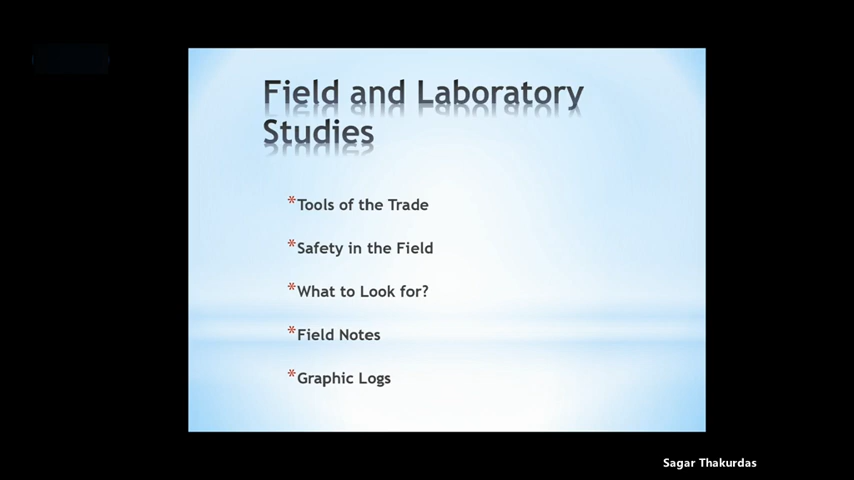 Field and Laboratory
Studies
*Tools of the Trade
*Safety in the Field
*What to Look for?
*Field Notes
*Graphic Logs
Sagar Thakurdas